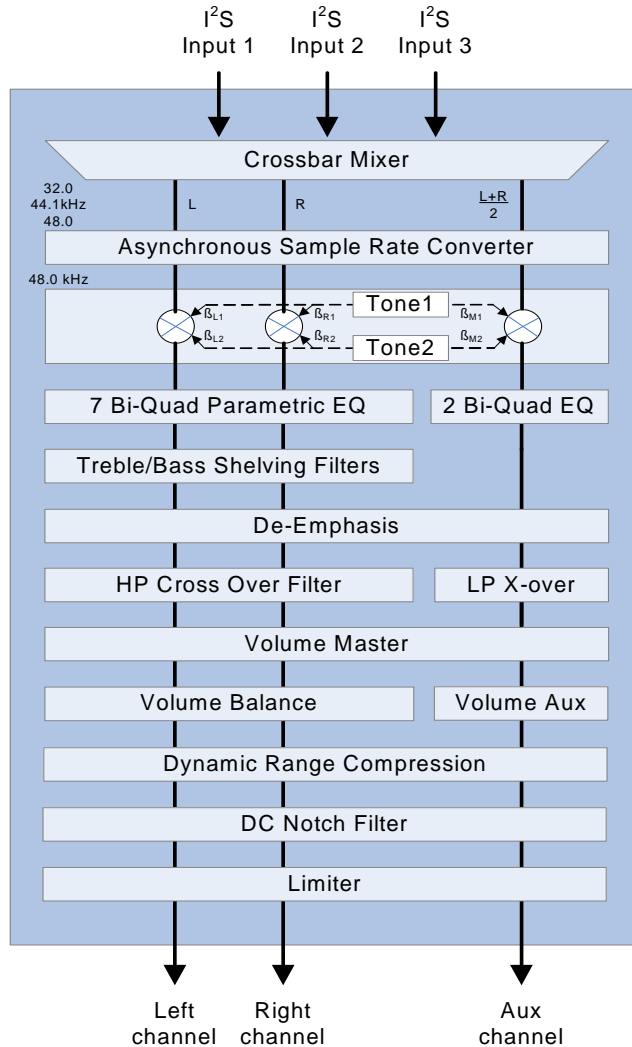 I²S I²S I²S
Input 1 Input 2 Input 3
Crossbar Mixer
32.0
44.1kHz
48.0
L R L+R
2
Asynchronous Sample Rate Converter
48.0 kHz
ßL1 ßR1 Tone1 ßM1
ßL2 ßR2 Tone2 ßM2
7 Bi-Quad Parametric EQ 2 Bi-Quad EQ
Treble/Bass Shelving Filters
De-Emphasis
HP Cross Over Filter LP X-over
Volume Master
Volume Balance Volume Aux
Dynamic Range Compression
DC Notch Filter
Limiter
Left Right Aux
channel channel channel